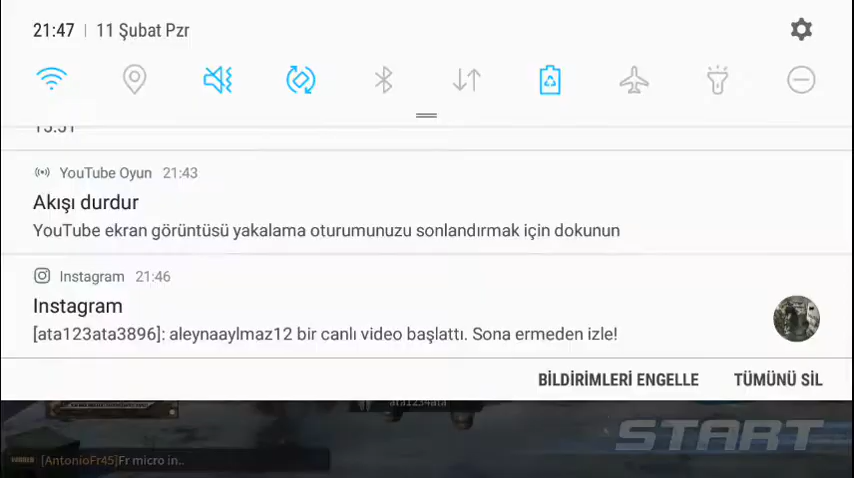 21:47 | 11 Şubat Pzr
YouTube Oyun 21:43
Akışı durdur
YouTube ekran görüntüsü yakalama oturumunuzu sonlandırmak için dokunun
Instagram 21:46
Instagram
[ata123ata3896]: aleynaaylmaz12 bir canlı video başlattı. Sona ermeden izle!
BİLDİRİMLERİ ENGELLE TÜMÜNÜ SİL
ata1234ata
START
[AntonioFr45]Fr micro in..